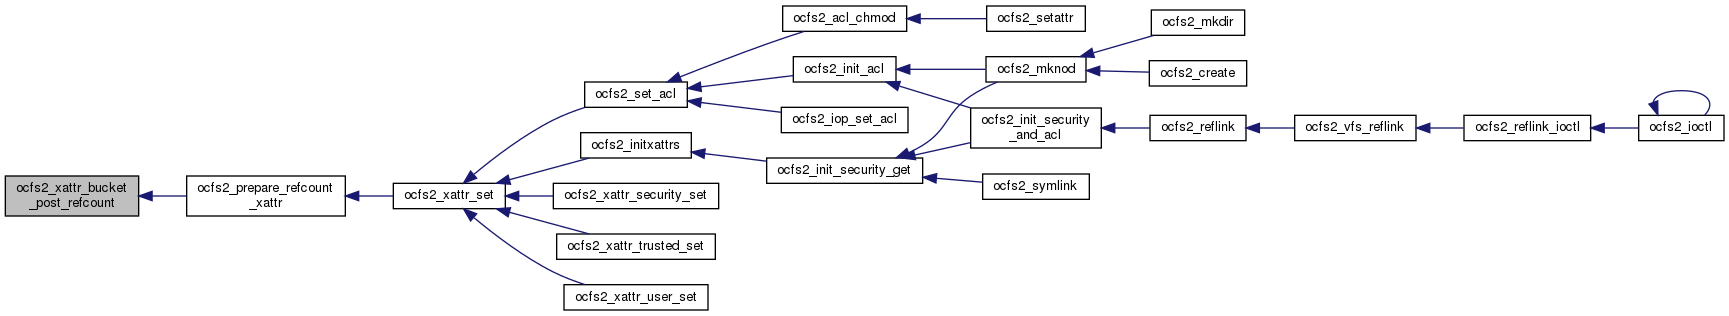 ocfs2_xattr_bucket
_post_refcount
ocfs2_prepare_refcount
_xattr
ocfs2_xattr_set
ocfs2_set_acl
ocfs2_initxattrs
ocfs2_xattr_security_set
ocfs2_xattr_trusted_set
ocfs2_xattr_user_set
ocfs2_acl_chmod
ocfs2_init_acl
ocfs2_iop_set_acl
ocfs2_init_security_get
ocfs2_setattr
ocfs2_mknod
ocfs2_init_security
_and_acl
ocfs2_symlink
ocfs2_mkdir
ocfs2_create
ocfs2_reflink
ocfs2_vfs_reflink
ocfs2_reflink_ioctl
ocfs2_ioctl